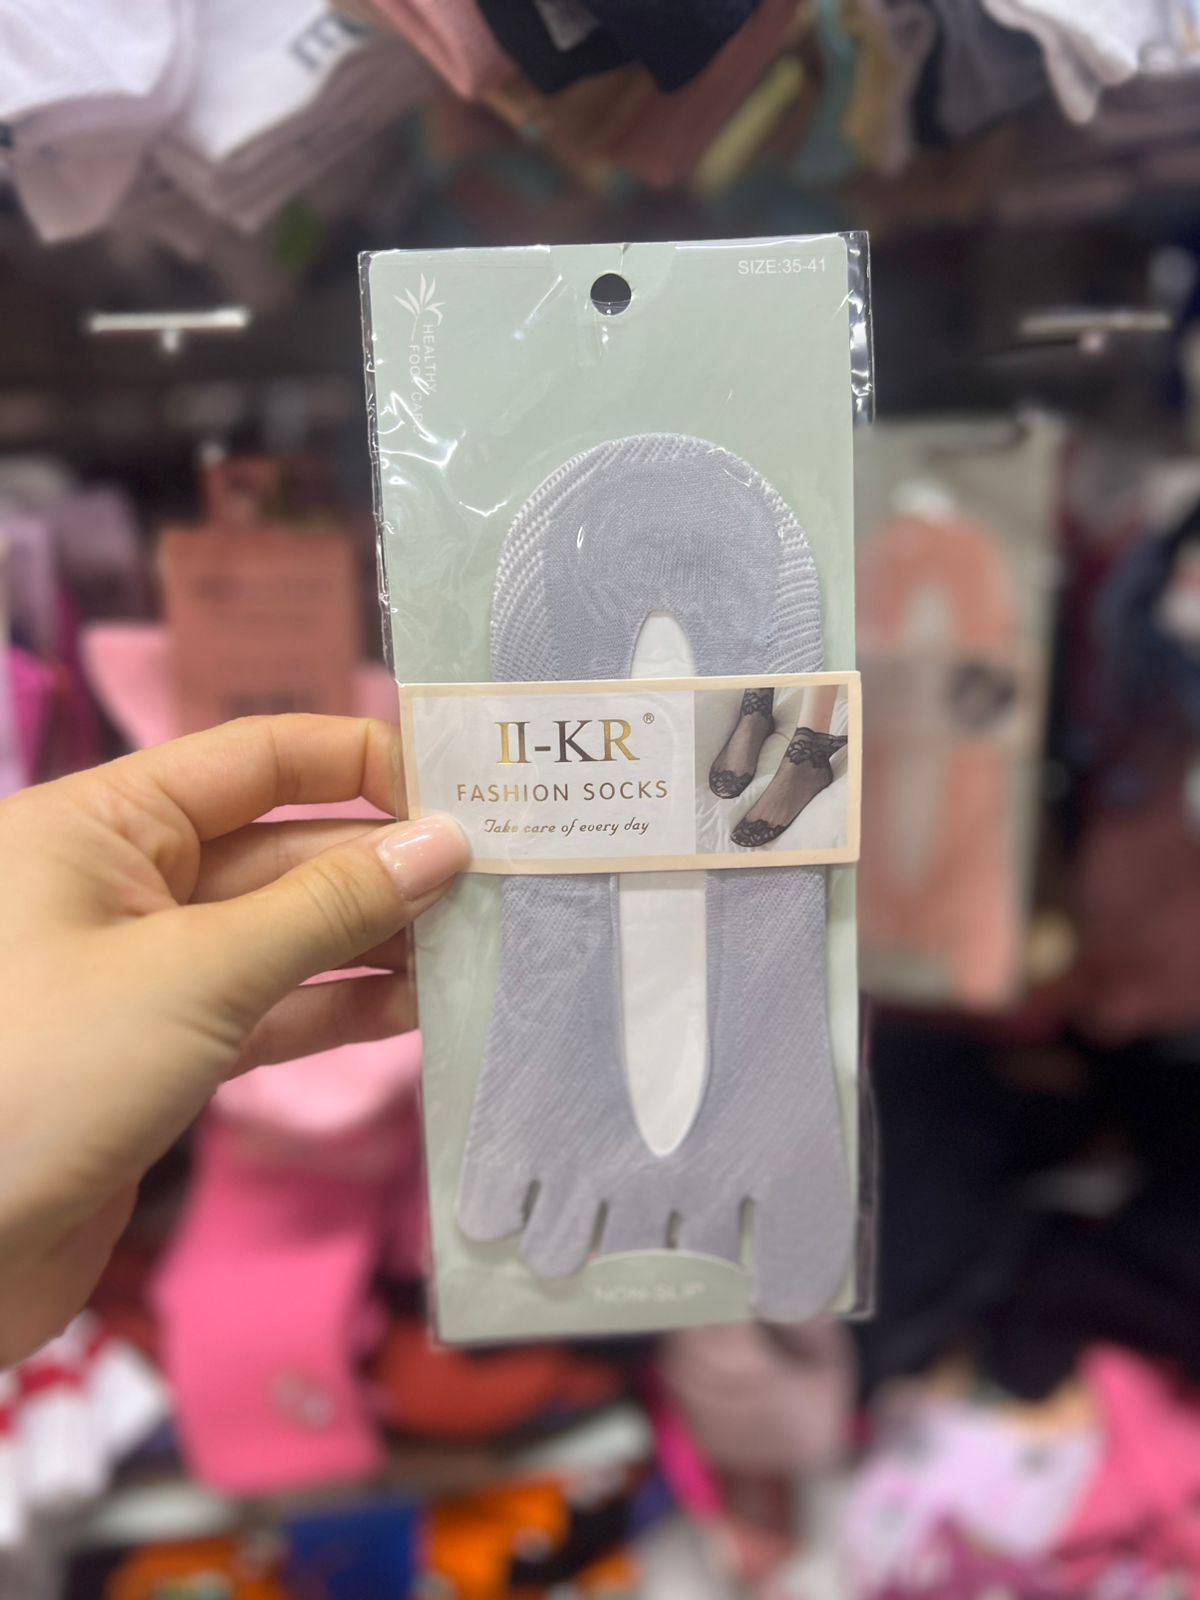 SIZE:35-41
HEALTHY
FOOT CARE
II-KR®
FASHION SOCKS
Take care of every day
NON-SLIP